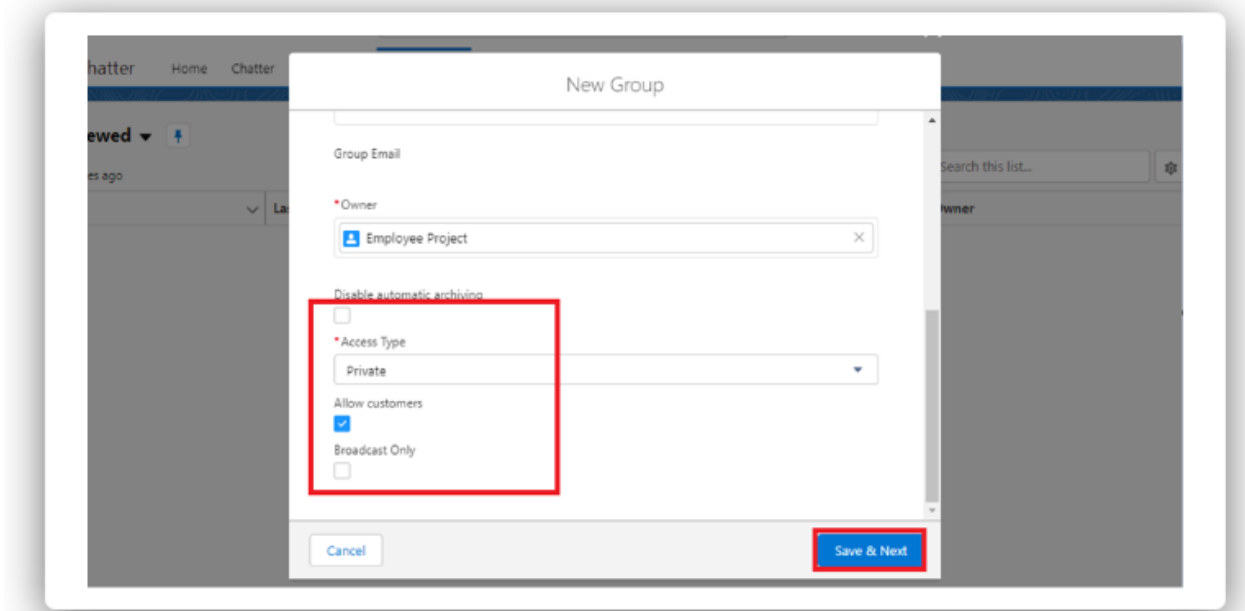 New Group
hatter Home Chatter
ewed
Group Email
es ago
Search this list...
*Owner
La
wner
Employee Project
Disable automatic archiving
*Access Type
Private
Allow customers
Broadcast Only
Cancel
Save & Next